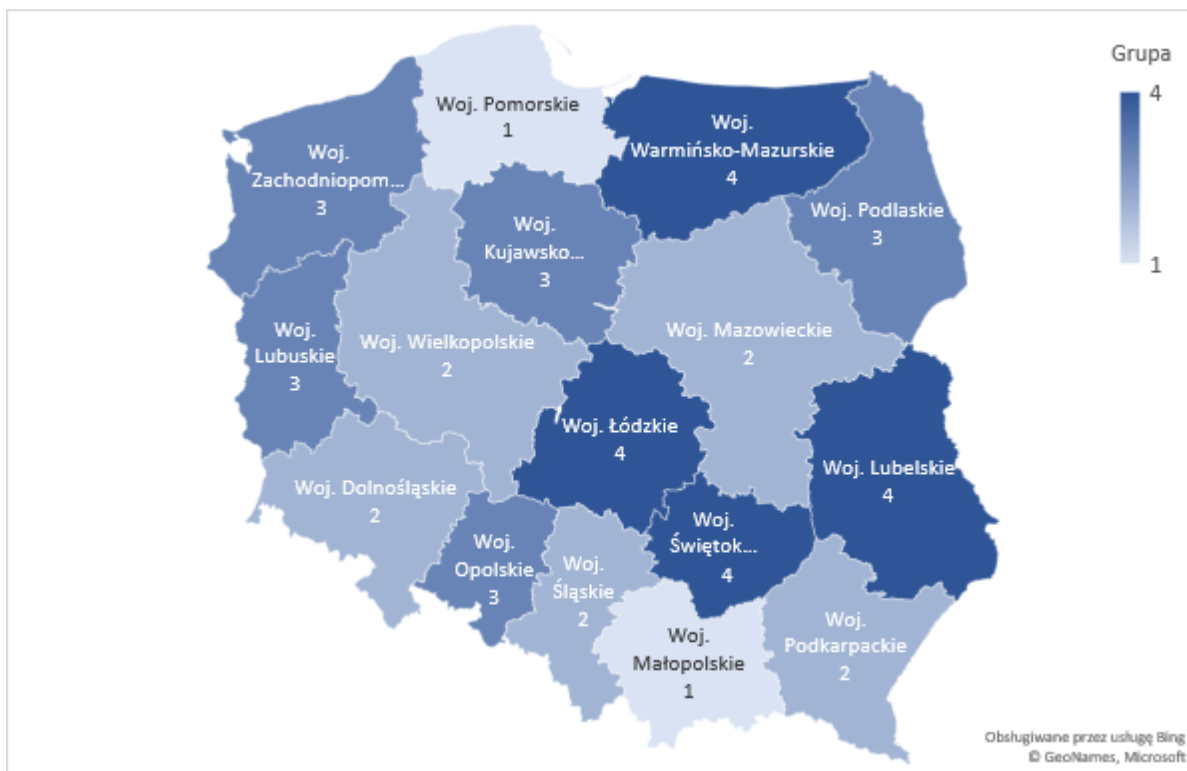 Grupa
4
1
Woj. Pomorskie
1
Woj.
Warmińsko-Mazurskie
4
Woj.
Zachodniopom...
3
Woj. Podlaskie
3
Woj.
Kujawsko...
3
Woj.
Lubuskie
3
Woj. Wielkopolskie
2
Woj. Mazowieckie
2
Woj. Łódzkie
4
Woj. Lubelskie
4
Woj. Dolnośląskie
2
Woj.
Świętok...
4
Woj.
Opolskie
3
Woj.
Śląskie
2
Woj.
Małopolskie
1
Woj.
Podkarpackie
2
Obsługiwane przez usługę Bing
© GeoNames, Microsoft